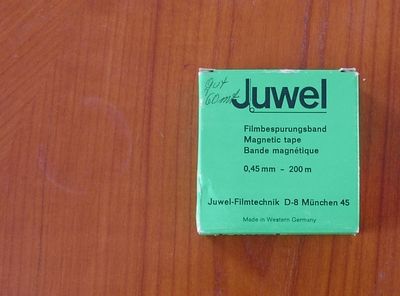 gut
60mt
Juwel
Filmbespurungsband
Magnetic tape
Bande magnétique
0,45 mm - 200 m
Juwel-Filmtechnik D-8 München 45
Made in Western Germany